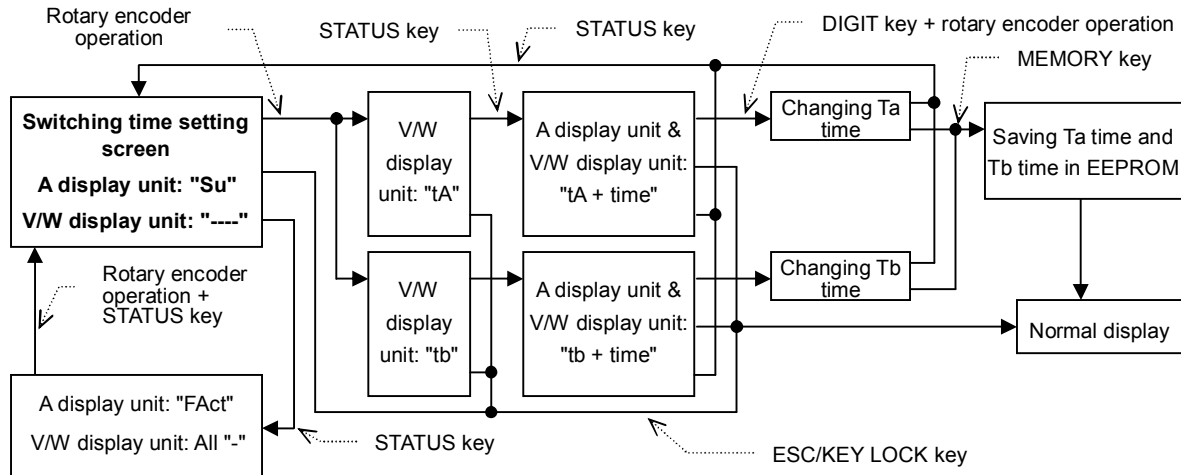 Rotary encoder
operation
STATUS key
STATUS key
DIGIT key + rotary encoder operation
MEMORY key
Switching time setting
screen
A display unit: "Su"
V/W display unit: "----"
V/W
display
unit: "tA"
A display unit &
V/W display unit:
"tA + time"
Changing Ta
time
Saving Ta time and
Tb time in EEPROM
Rotary encoder
operation +
STATUS key
V/W
display
unit: "tb"
A display unit &
V/W display unit:
"tb + time"
Changing Tb
time
Normal display
A display unit: "FAct"
V/W display unit: All "-"
STATUS key
ESC/KEY LOCK key